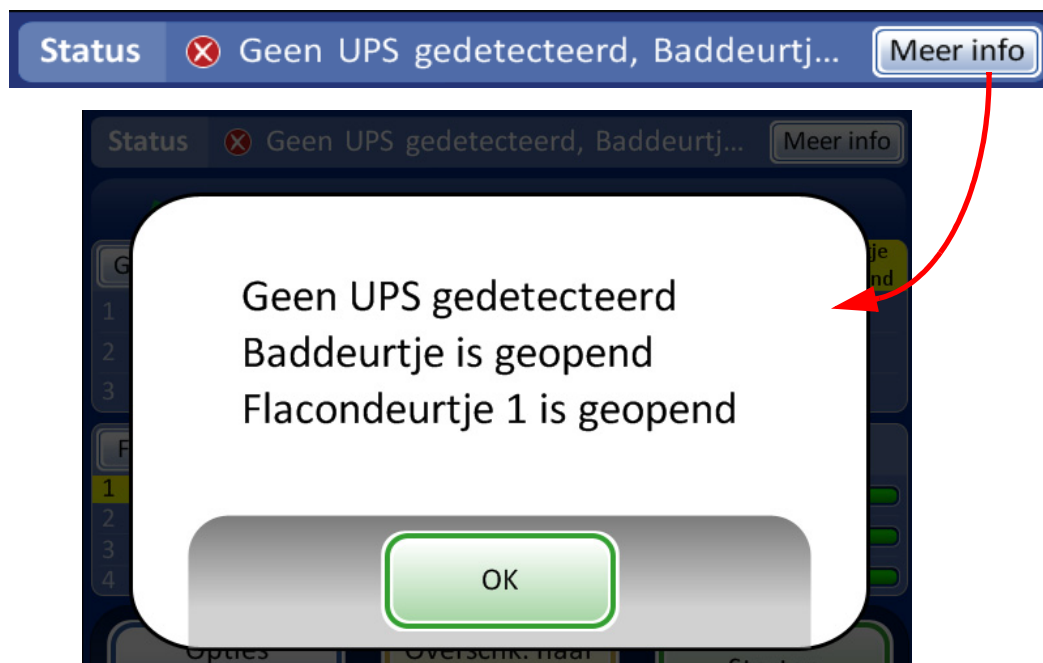 Status Geen UPS gedetecteerd, Baddeurtj... Meer info
Status Geen UPS gedetecteerd, Baddeurtj... Meer info
Geen UPS gedetecteerd
Baddeurtje is geopend
Flacondeurtje 1 is geopend
1
2
3
1
2
3
4
OK
Opties